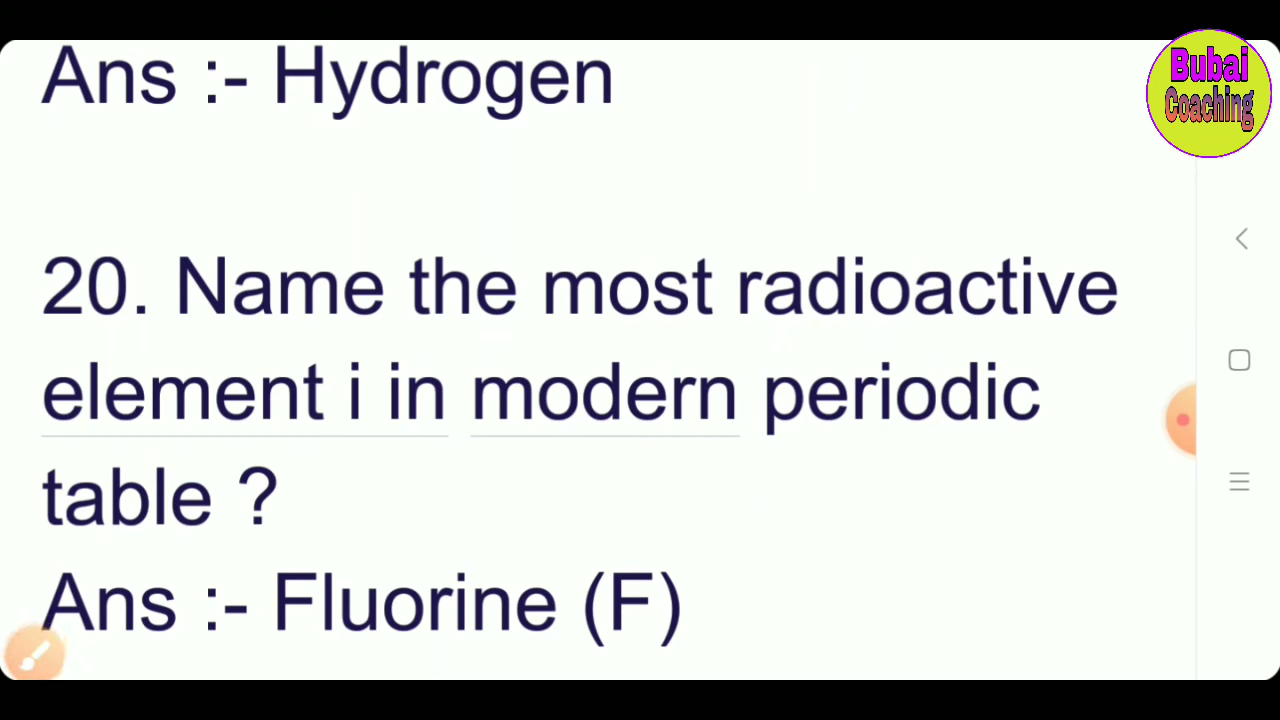 Ans :- Hydrogen
Bubai
Coaching
20. Name the most radioactive
element i in modern periodic
table ?
Ans :- Fluorine (F)